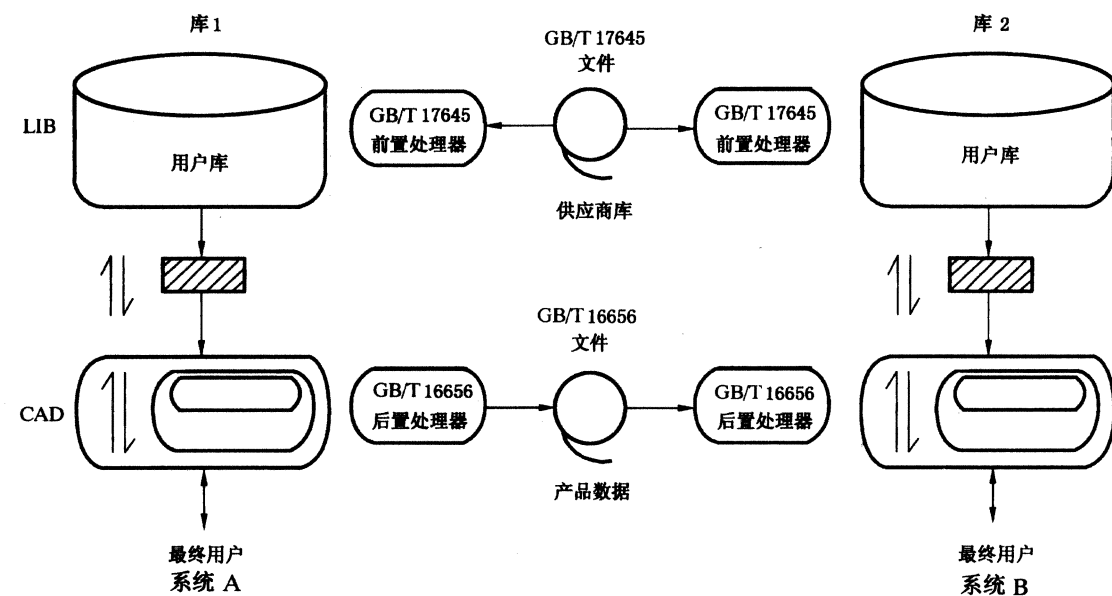 库 1
GB/T 17645
文件
库 2
LIB
用户库
GB/T 17645
前置处理器
GB/T 17645
前置处理器
用户库
供应商库
GB/T 16656
文件
CAD
GB/T 16656
后置处理器
GB/T 16656
后置处理器
产品数据
最终用户
系统 A
最终用户
系统 B